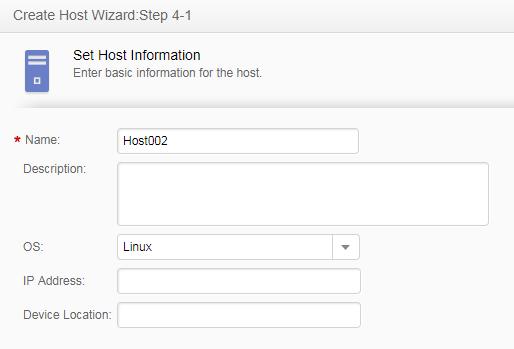 Create Host Wizard:Step 4-1
Set Host Information
Enter basic information for the host.
* Name: Host002
Description:
OS: Linux
IP Address:
Device Location: